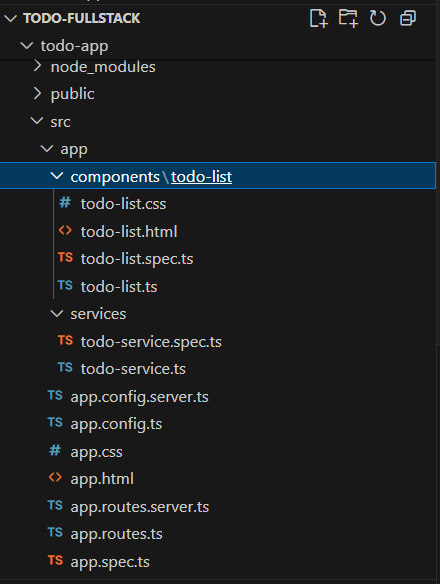 TODO-FULLSTACK
todo-app
node_modules
public
src
app
components\todo-list
# todo-list.css
<> todo-list.html
TS todo-list.spec.ts
TS todo-list.ts
services
TS todo-service.spec.ts
TS todo-service.ts
TS app.config.server.ts
TS app.config.ts
# app.css
<> app.html
TS app.routes.server.ts
TS app.routes.ts
TS app.spec.ts